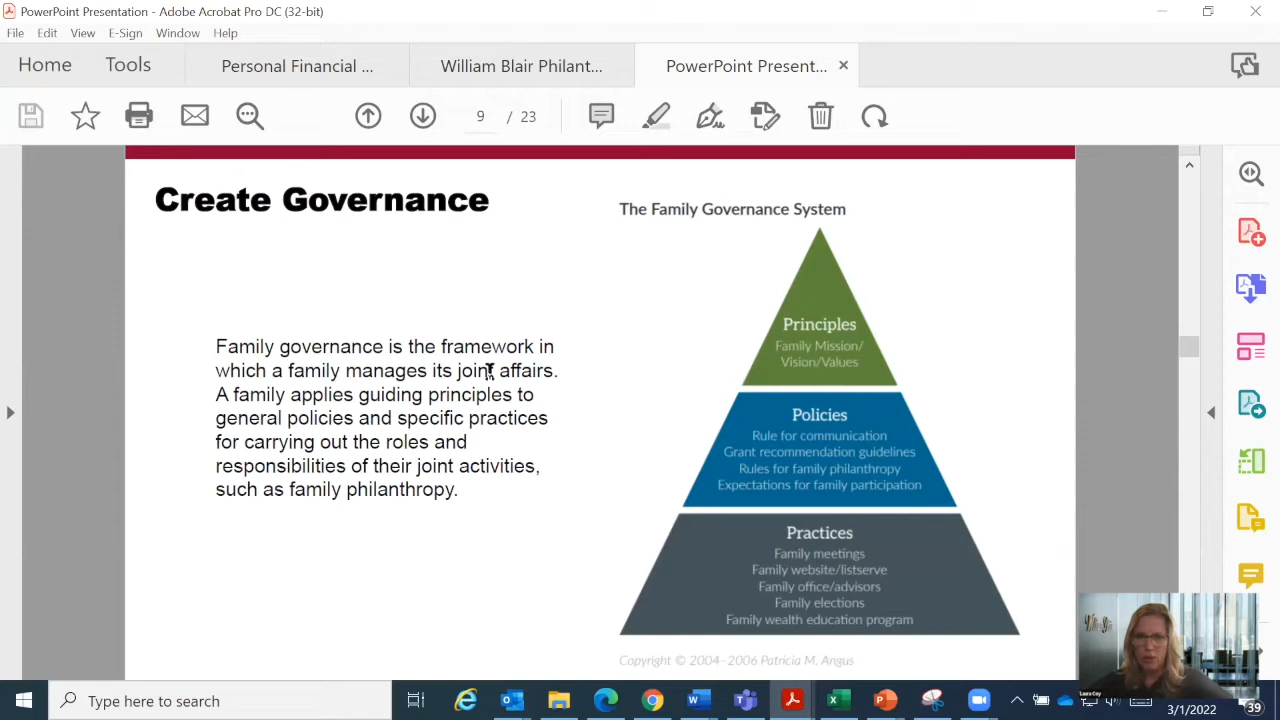 PowerPoint Presentation - Adobe Acrobat Pro DC (32-bit)
File Edit View E-Sign Window Help
Home Tools Personal Financial ... William Blair Philant... PowerPoint Present...
9 / 23
Create Governance
The Family Governance System
Family governance is the framework in
which a family manages its joint affairs.
A family applies guiding principles to
general policies and specific practices
for carrying out the roles and
responsibilities of their joint activities,
such as family philanthropy.
Principles
Family Mission/
Vision/Values
Policies
Rule for communication
Grant recommendation guidelines
Rules for family philanthropy
Expectations for family participation
Practices
Family meetings
Family website/listserve
Family office/advisors
Family elections
Family wealth education program
Copyright © 2004–2006 Patricia M. Angus
Laura Coy
Type here to search
3/1/2022
39